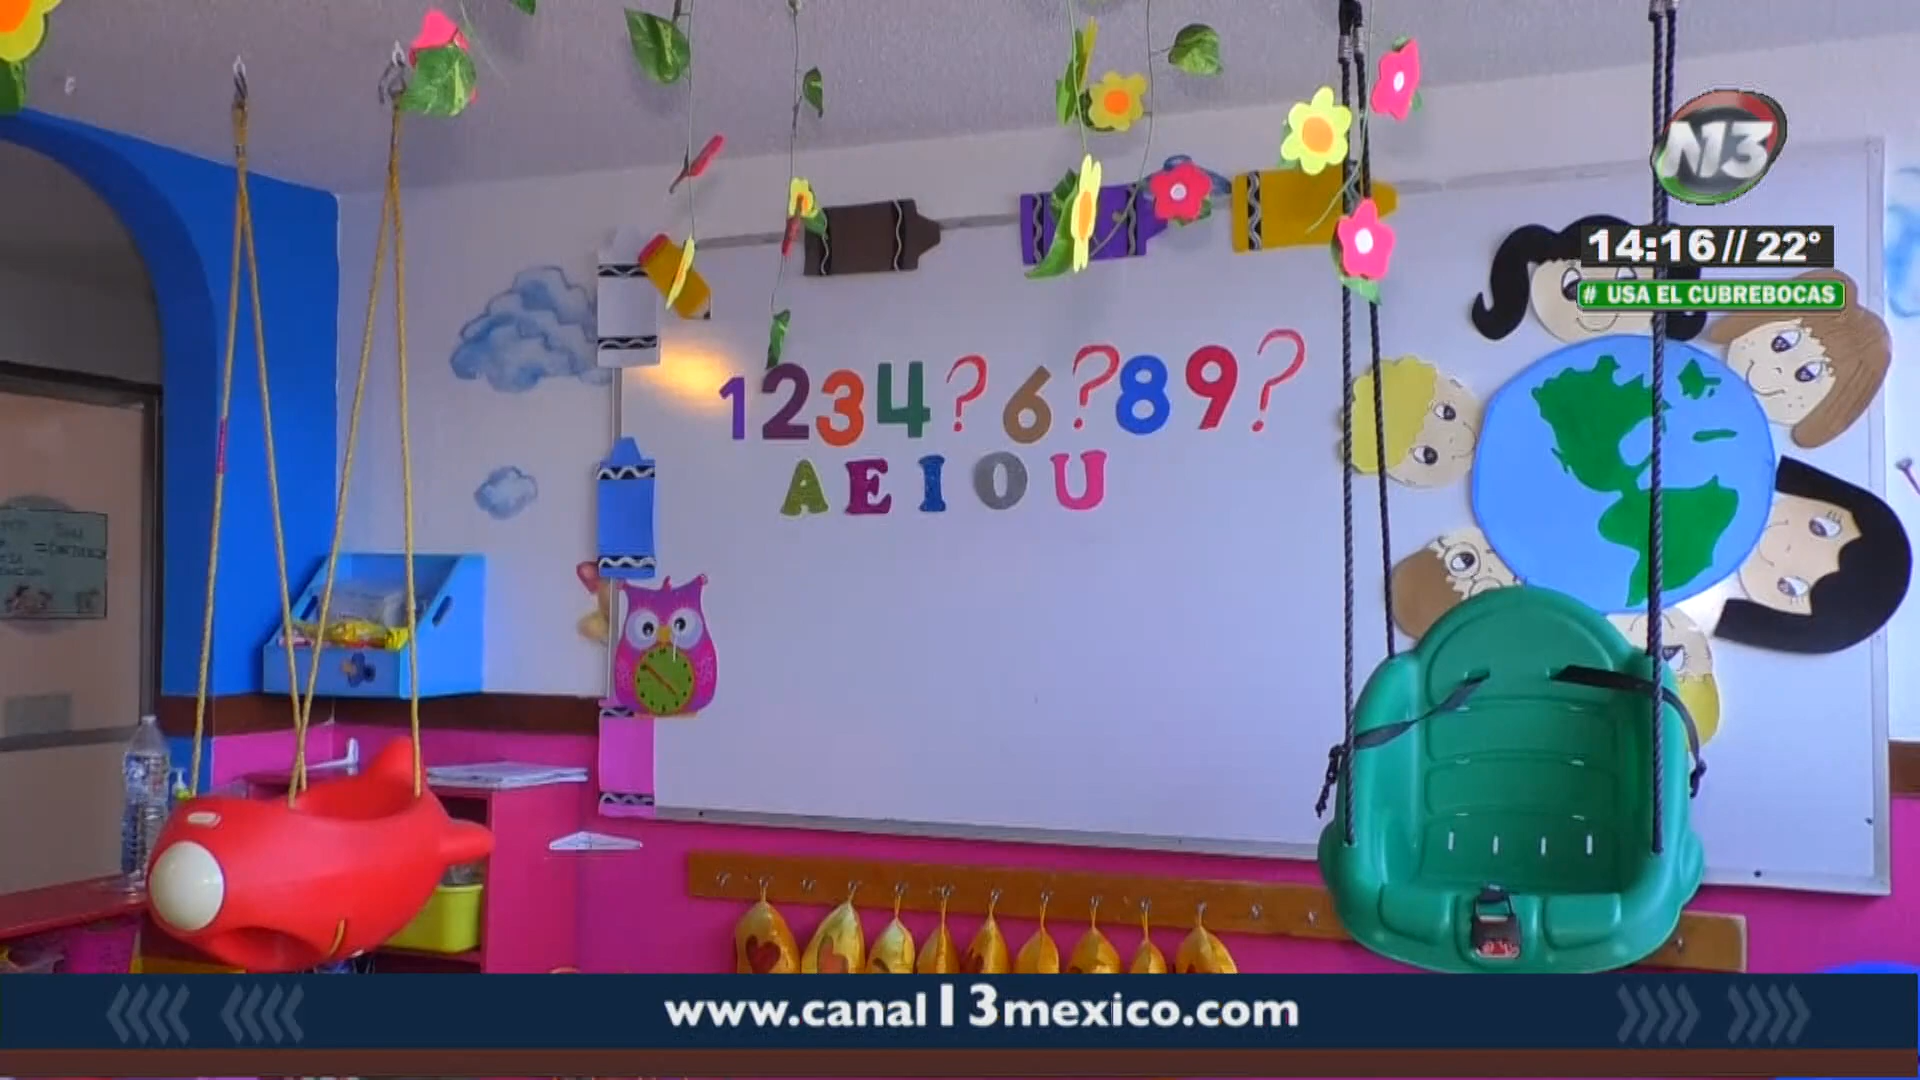 N13
14:16// 22°
# USA EL CUBREBOCAS
1234? 6?89?
AEIOU
www.canal13mexico.com